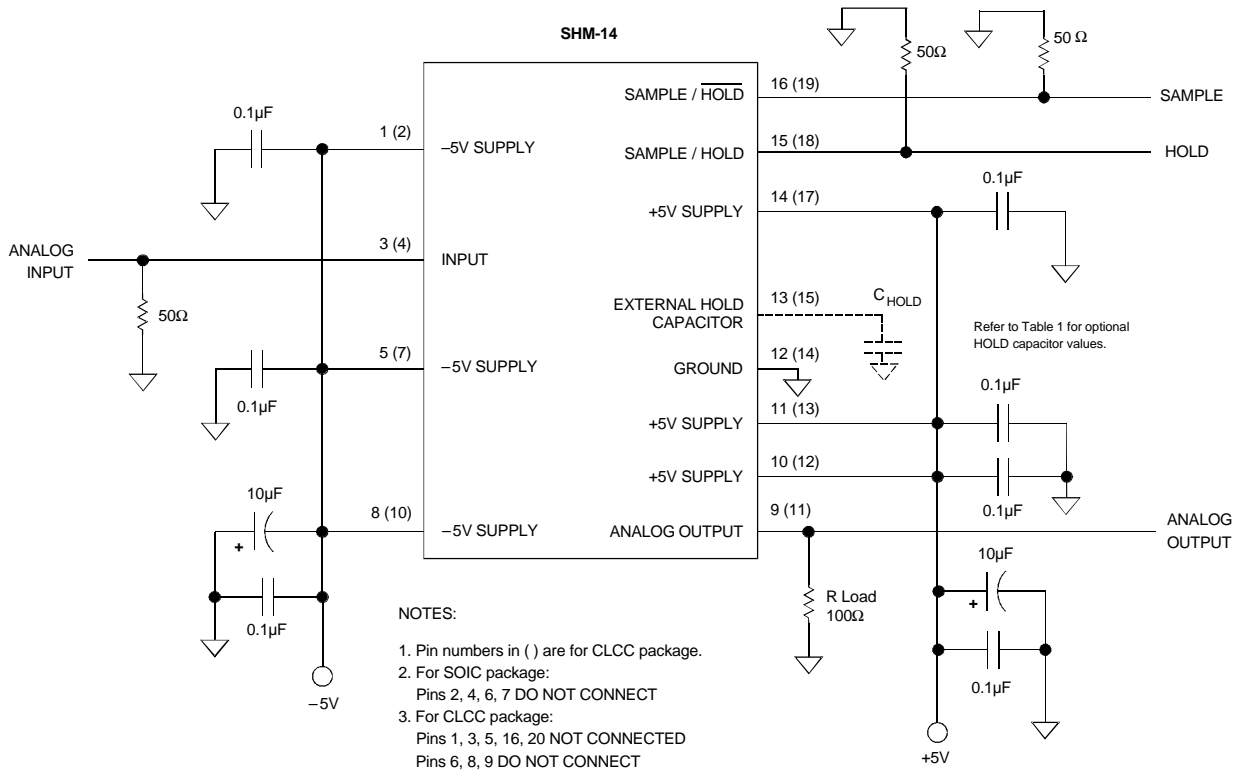 SHM-14
50Ω
50 Ω
SAMPLE / HOLD
16 (19)
SAMPLE
0.1µF
1 (2)
–5V SUPPLY
SAMPLE / HOLD
15 (18)
HOLD
0.1µF
+5V SUPPLY
14 (17)
ANALOG
INPUT
3 (4)
INPUT
50Ω
EXTERNAL HOLD
CAPACITOR
13 (15)
CHOLD
Refer to Table 1 for optional
HOLD capacitor values.
5 (7)
–5V SUPPLY
0.1µF
GROUND
12 (14)
0.1µF
+5V SUPPLY
11 (13)
+5V SUPPLY
10 (12)
0.1µF
10µF
+
8 (10)
–5V SUPPLY
ANALOG OUTPUT
9 (11)
ANALOG
OUTPUT
0.1µF
–5V
R Load
100Ω
10µF
+
0.1µF
+5V
NOTES:
1. Pin numbers in ( ) are for CLCC package.
2. For SOIC package:
Pins 2, 4, 6, 7 DO NOT CONNECT
3. For CLCC package:
Pins 1, 3, 5, 16, 20 NOT CONNECTED
Pins 6, 8, 9 DO NOT CONNECT